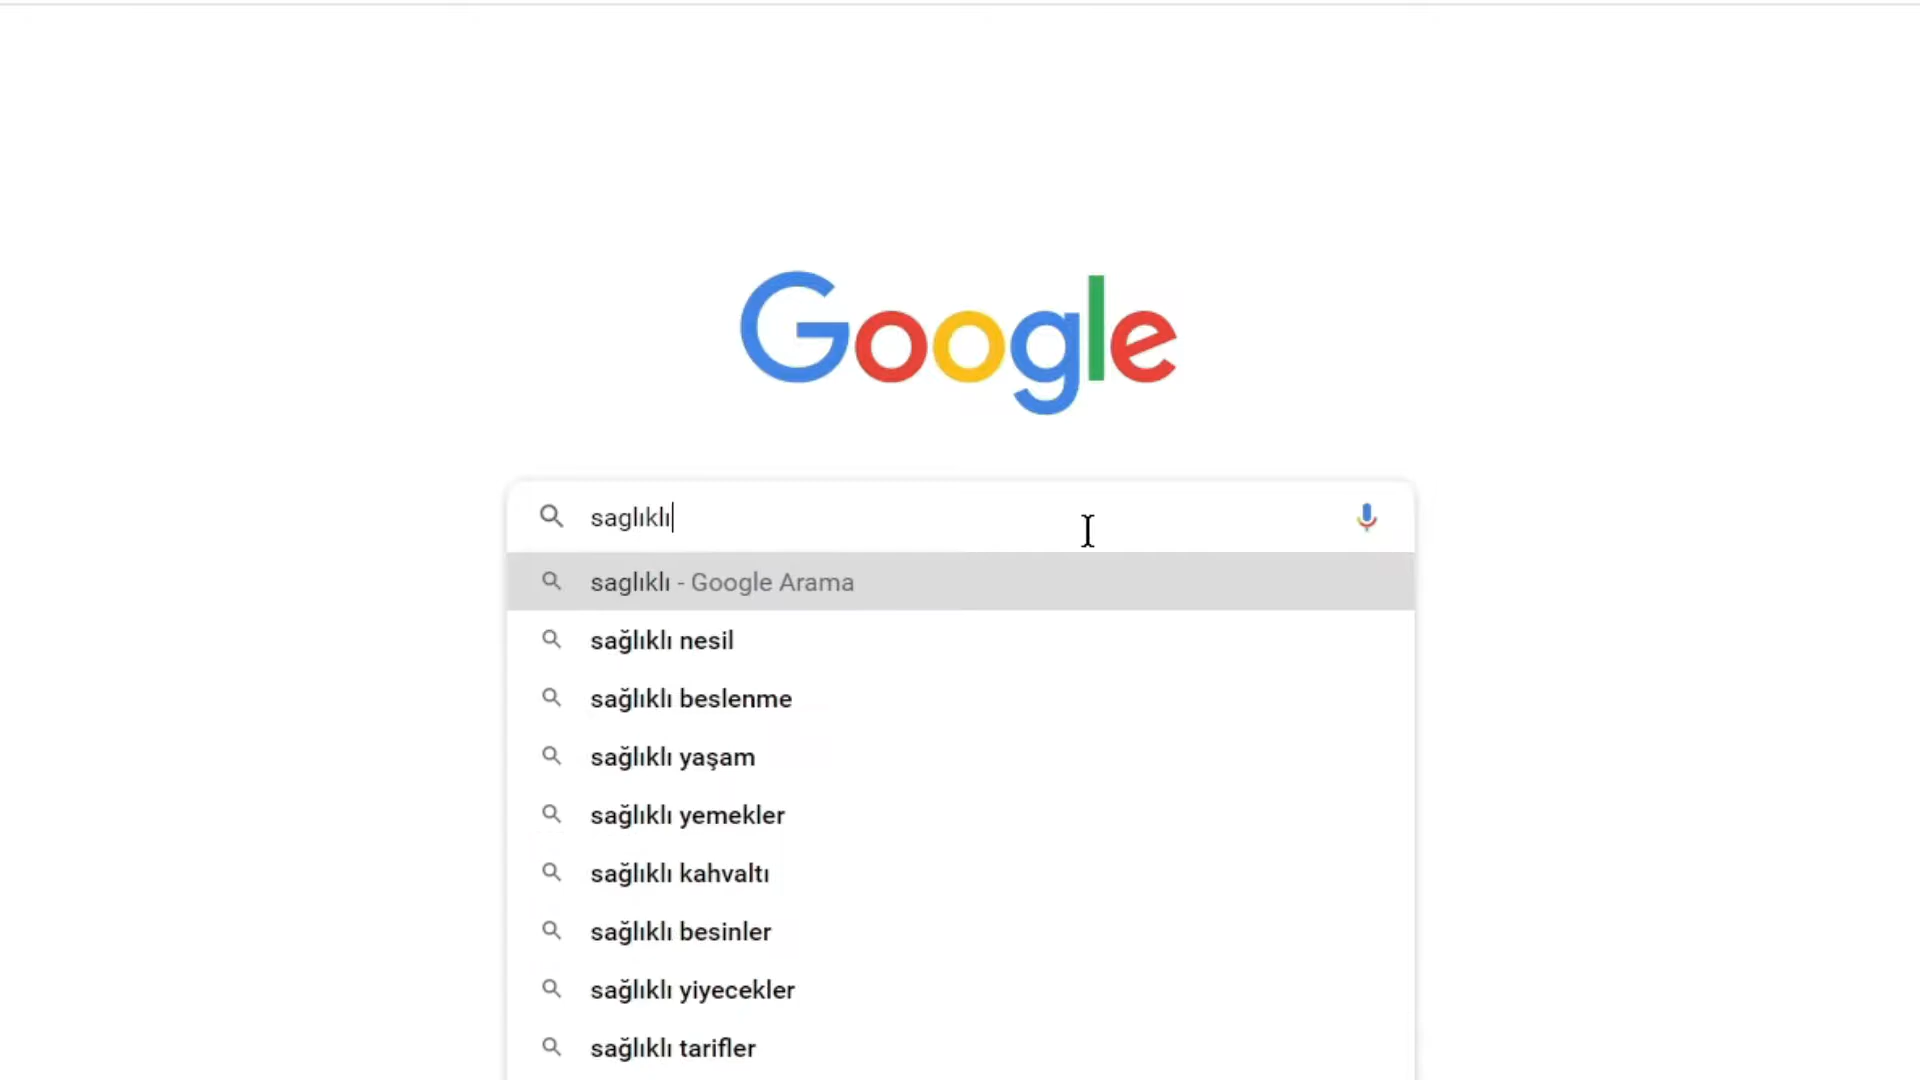 Google
saglıklı
saglıklı - Google Arama
sağlıklı nesil
sağlıklı beslenme
sağlıklı yaşam
sağlıklı yemekler
sağlıklı kahvaltı
sağlıklı besinler
sağlıklı yiyecekler
sağlıklı tarifler